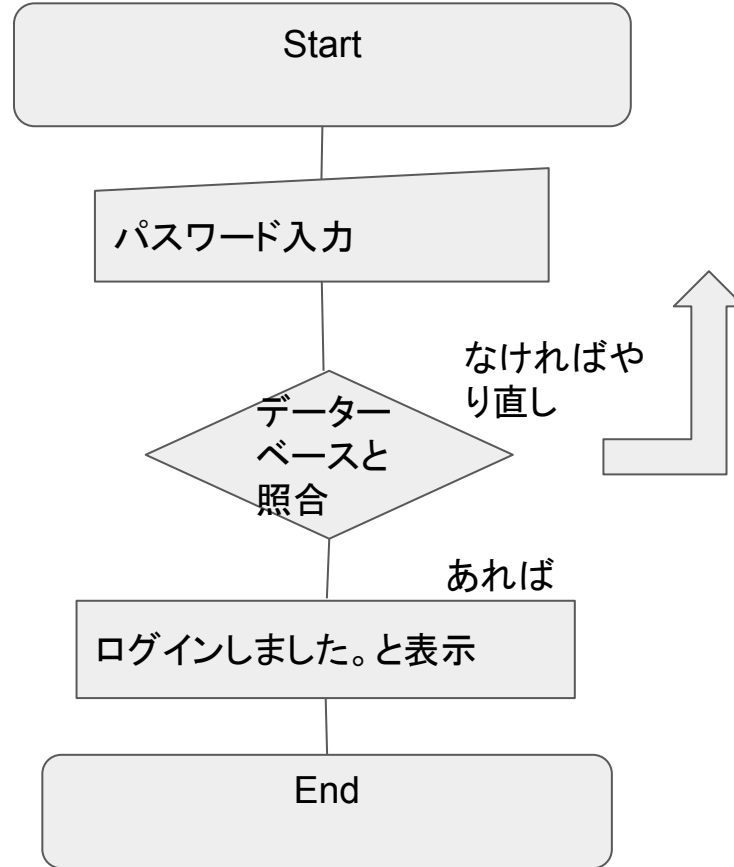 Start
パスワード入力
なければや
り直し
データー
ベースと
照合
あれば
ログインしました。と表示
End